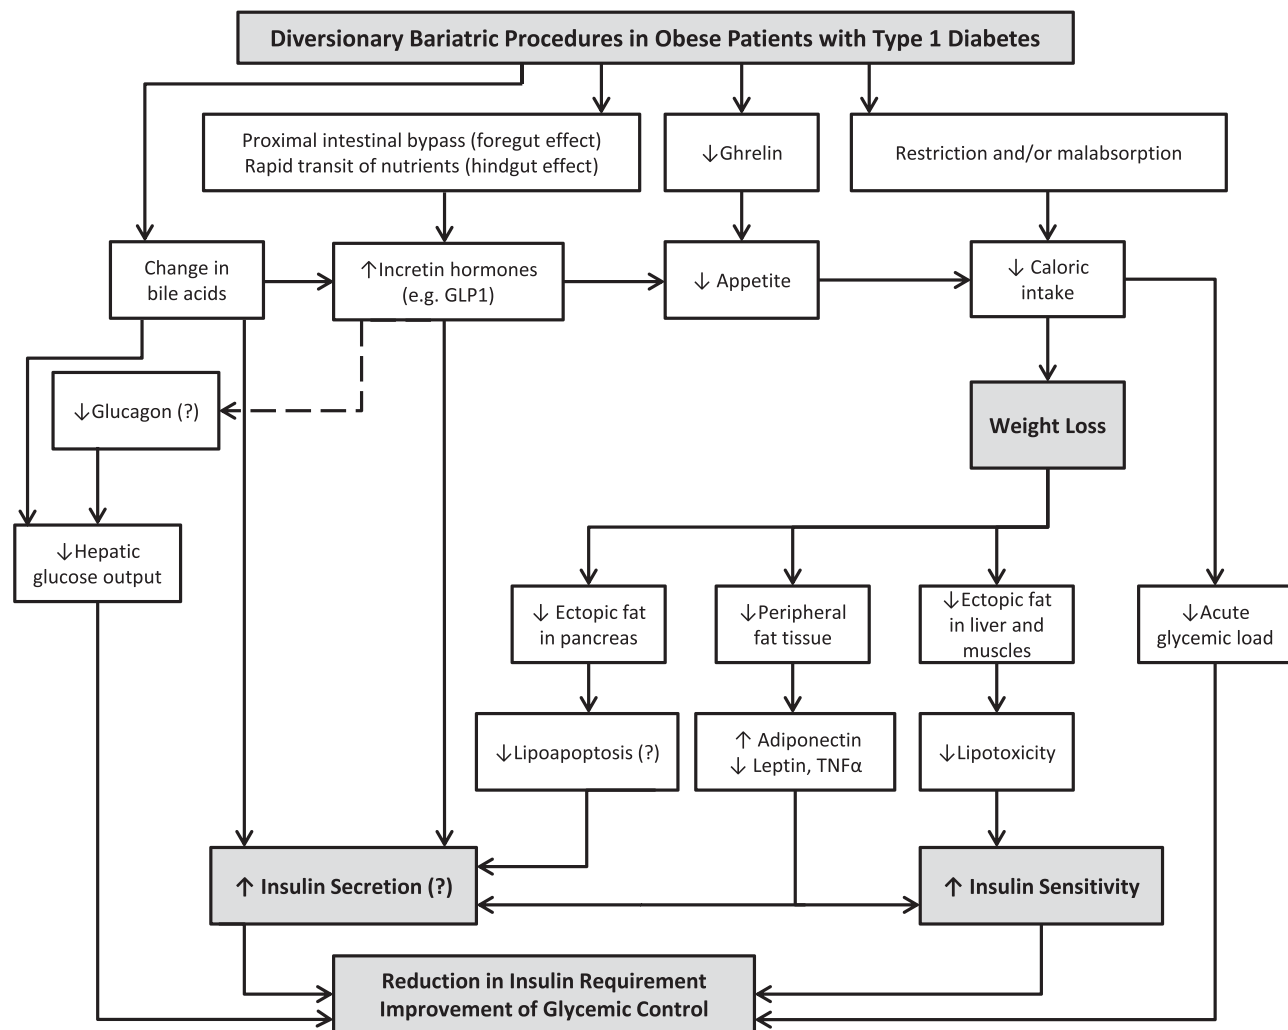 Diversionary Bariatric Procedures in Obese Patients with Type 1 Diabetes
Proximal intestinal bypass (foregut effect)
Rapid transit of nutrients (hindgut effect)
↓Ghrelin
Restriction and/or malabsorption
Change in
bile acids
↑Incretin hormones
(e.g. GLP1)
↓ Appetite
↓ Caloric
intake
↓Glucagon (?)
Weight Loss
↓Hepatic
glucose output
↓ Ectopic fat
in pancreas
↓Peripheral
fat tissue
↓Ectopic fat
in liver and
muscles
↓Acute
glycemic load
↓Lipoapoptosis (?)
↑ Adiponectin
↓ Leptin, TNFα
↓Lipotoxicity
↑ Insulin Secretion (?)
↑ Insulin Sensitivity
Reduction in Insulin Requirement
Improvement of Glycemic Control